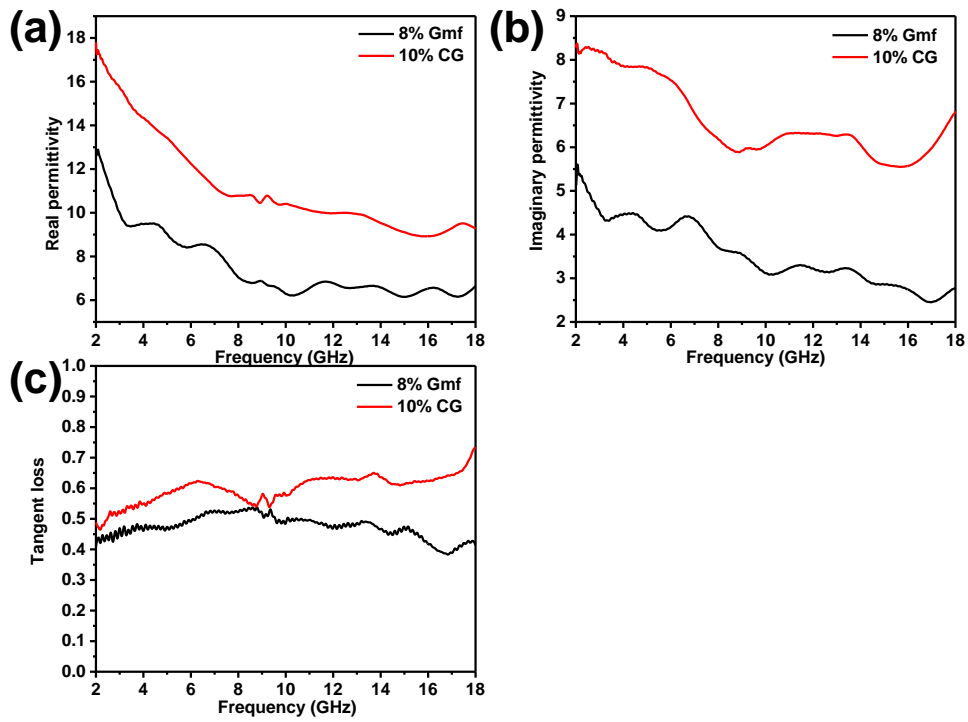 (a)
8% Gmf
10% CG
Real permittivity
18
16
14
12
10
8
6
2 4 6 8 10 12 14 16 18
Frequency (GHz)
(b)
8% Gmf
10% CG
Imaginary permittivity
9
8
7
6
5
4
3
2
2 4 6 8 10 12 14 16 18
Frequency (GHz)
(c)
8% Gmf
10% CG
Tangent loss
1.0
0.9
0.8
0.7
0.6
0.5
0.4
0.3
0.2
0.1
0.0
2 4 6 8 10 12 14 16 18
Frequency (GHz)